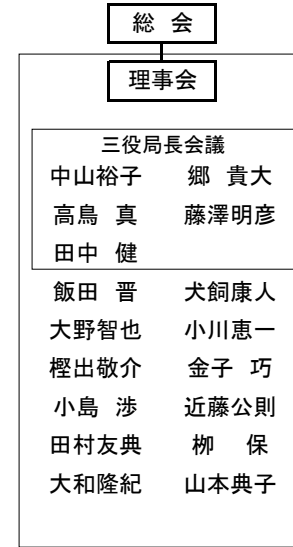 総 会
理事会
三役局長会議
中山裕子 郷 貴大
高鳥 真 藤澤明彦
田中 健
飯田 晋 犬飼康人
大野智也 小川恵一
樫出敬介 金子 巧
小島 渉 近藤公則
田村友典 栁 保
大和隆紀 山本典子